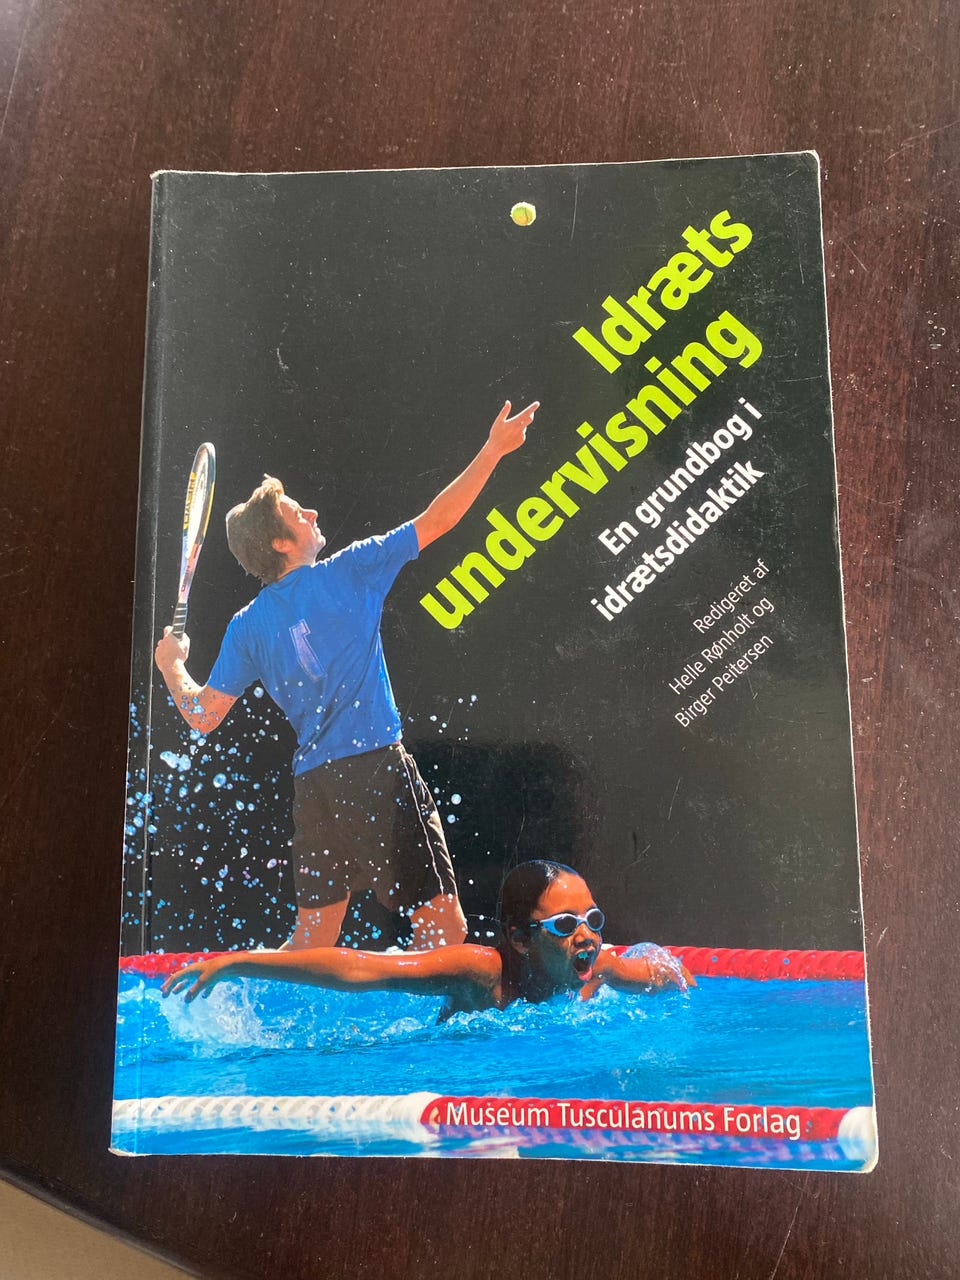 Idræts
undervisning
En grundbog i
idrætsdidaktik
Redigeret af
Helle Rønholt og
Birger Peitersen
Museum Tusculanums Forlag